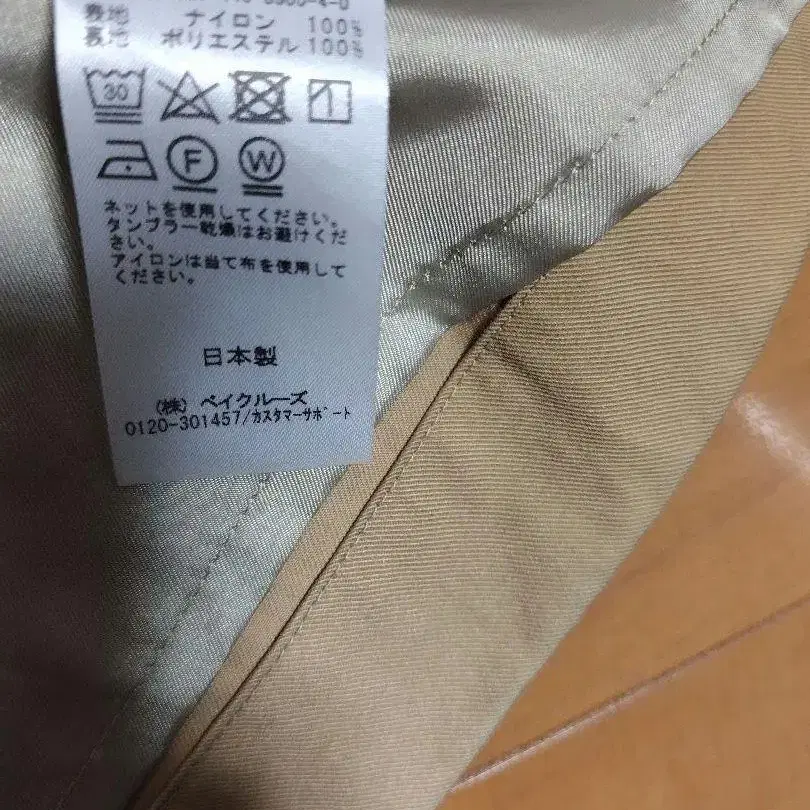 表地 ナイロン 100%
裏地 ポリエステル 100%
30
F W
ネットを使用してください。
タンブラー乾燥はお避けくだ
さい。
アイロンは当て布を使用して
ください。
日本製
(株) ベイクルーズ
0120-301457/カスタマーサポート